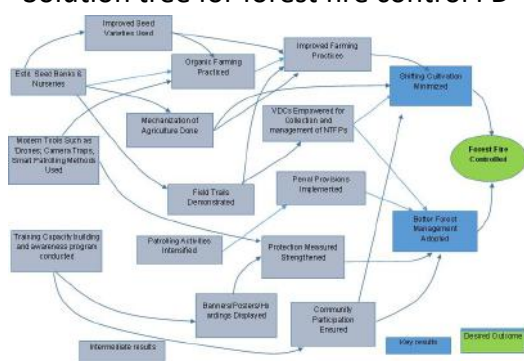 Solution tree for forest fire control PD
Improved Seed
Varieties Used
Organic Farming
Practiced
Improved Farming
Practices
Estb. Seed Banks &
Nurseries
Shifting Cultivation
Minimized
Mechanization of
Agriculture Done
VDCs Empowered for
Collection and
management of NTFPs
Modern Tools Such as
'Drones, Camera Traps,
Small Patrolling Methods
Used
Forest Fire
Controlled
Field Trails
Demonstrated
Penal Provisions
Implemented
Better Forest
Management
Adopted
Training Capacity building
and awareness program
conducted
Patrolling Activities
Intensified
Protection Measured
Strengthened
Banners/Posters/Ho
ardings Displayed
Community
Participation
Ensured
Intermediate results
Key results
Desired Outcome